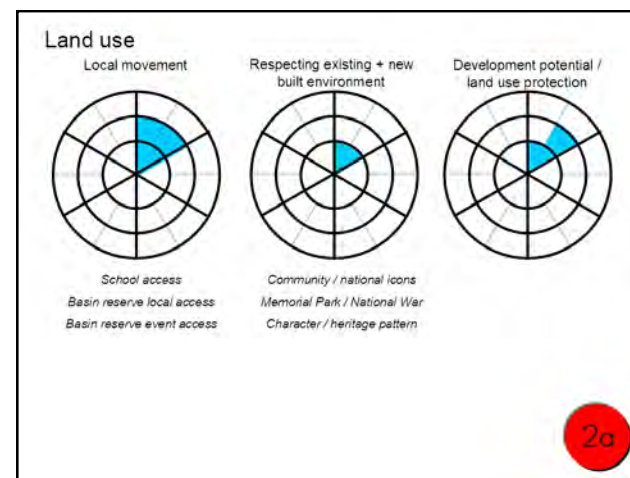 Land use
Local movement
Respecting existing + new
built environment
Development potential /
land use protection
School access
Basin reserve local access
Basin reserve event access
Community / national icons
Memorial Park / National War
Character / heritage pattern
2a